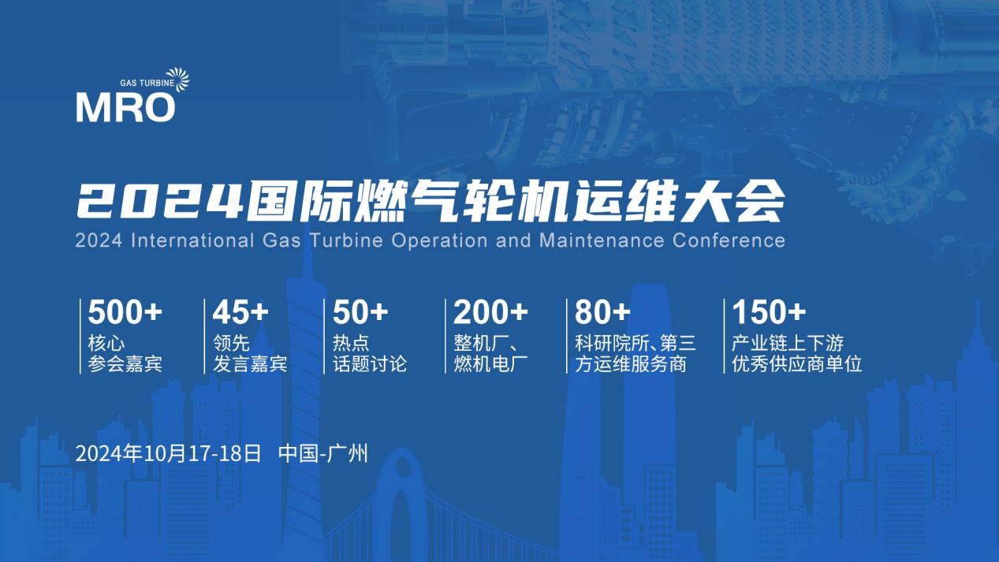 GAS TURBINE
MRO
2024国际燃气轮机运维大会
2024 International Gas Turbine Operation and Maintenance Conference
500+
核心
参会嘉宾
45+
领先
发言嘉宾
50+
热点
话题讨论
200+
整机厂、
燃机电厂
80+
科研院所、第三
方运维服务商
150+
产业链上下游
优秀供应商单位
2024年10月17-18日 中国-广州